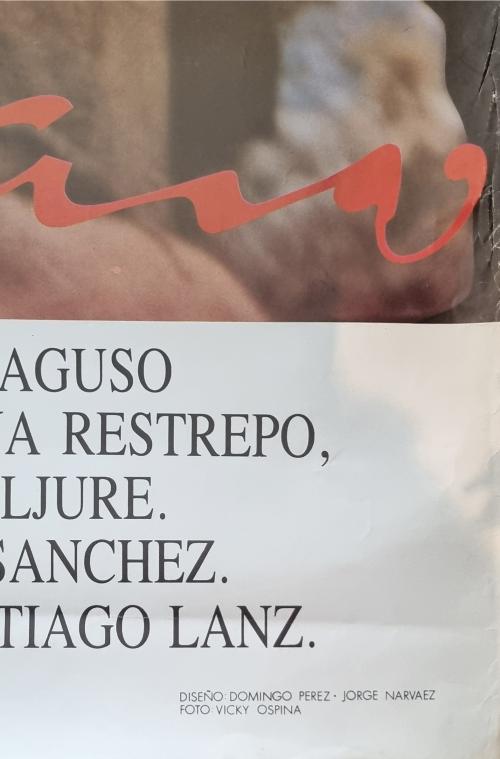 AGUSO
A RESTREPO,
LJURE.
SANCHEZ.
TIAGO LANZ.
DISEÑO: DOMINGO PEREZ · JORGE NARVAEZ
FOTO: VICKY OSPINA